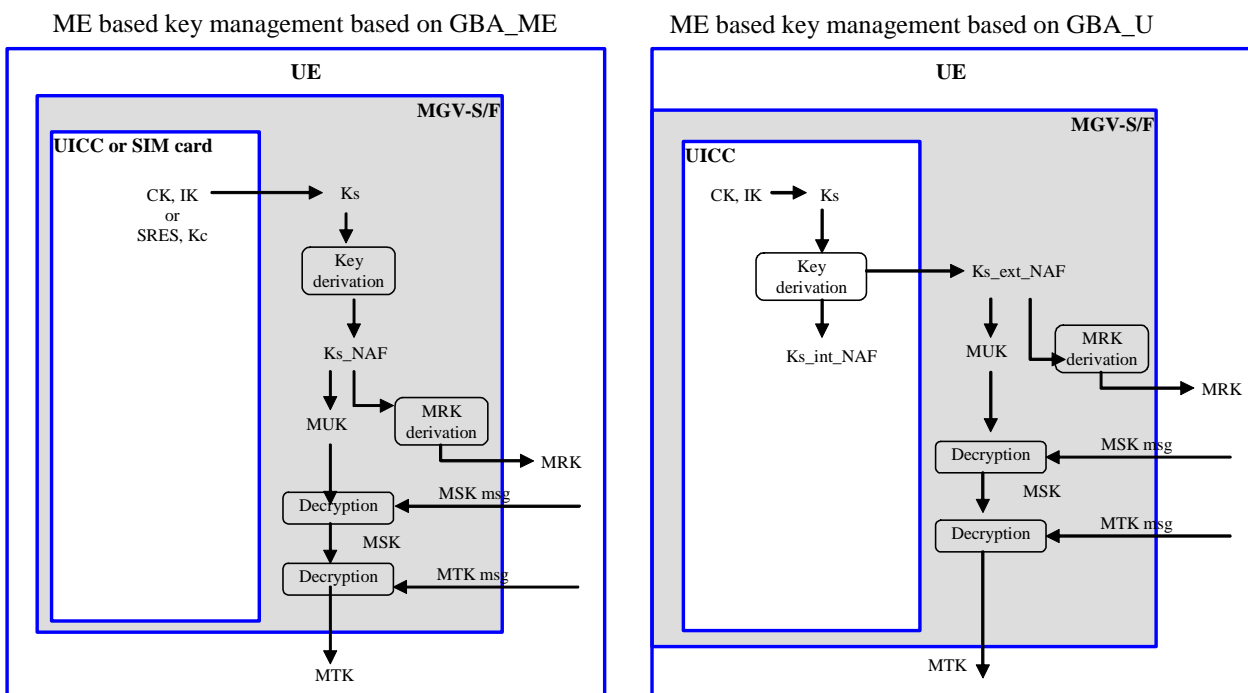 ME based key management based on GBA_ME
UE
MGV-S/F
UICC or SIM card
CK, IK
or
SRES, Kc
Ks
Key
derivation
Ks_NAF
MUK
MRK
derivation
MRK
Decryption
MSK msg
MSK
Decryption
MTK msg
MTK
ME based key management based on GBA_U
UE
MGV-S/F
UICC
CK, IK
Ks
Key
derivation
Ks_ext_NAF
Ks_int_NAF
MUK
MRK
derivation
MRK
Decryption
MSK msg
MSK
Decryption
MTK msg
MTK